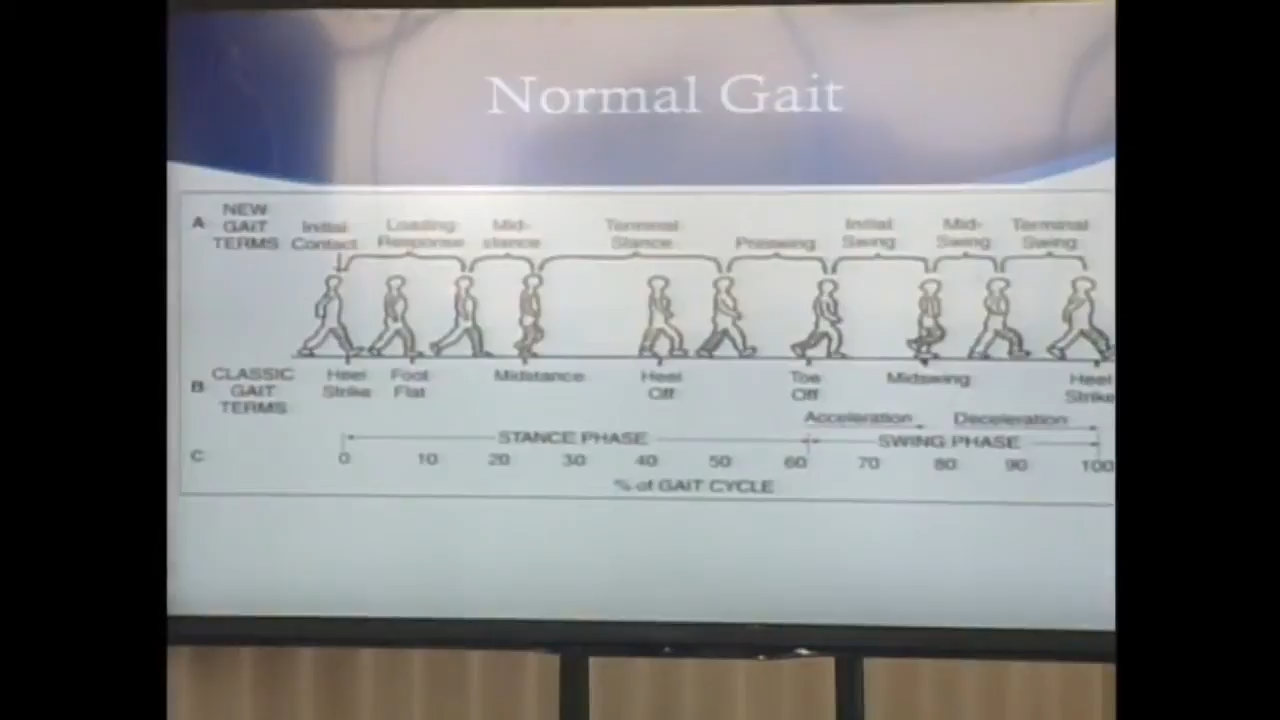 Normal Gait
A NEW GAIT TERMS
Initial Contact
Loading Response
Mid-stance
Terminal Stance
Preswing
Initial Swing
Mid-Swing
Terminal Swing
B CLASSIC GAIT TERMS
Heel Strike
Foot Flat
Midstance
Heel Off
Toe Off
Midswing
Heel Strike
Acceleration
Deceleration
STANCE PHASE
SWING PHASE
C
0 10 20 30 40 50 60 70 80 90 100
% of GAIT CYCLE